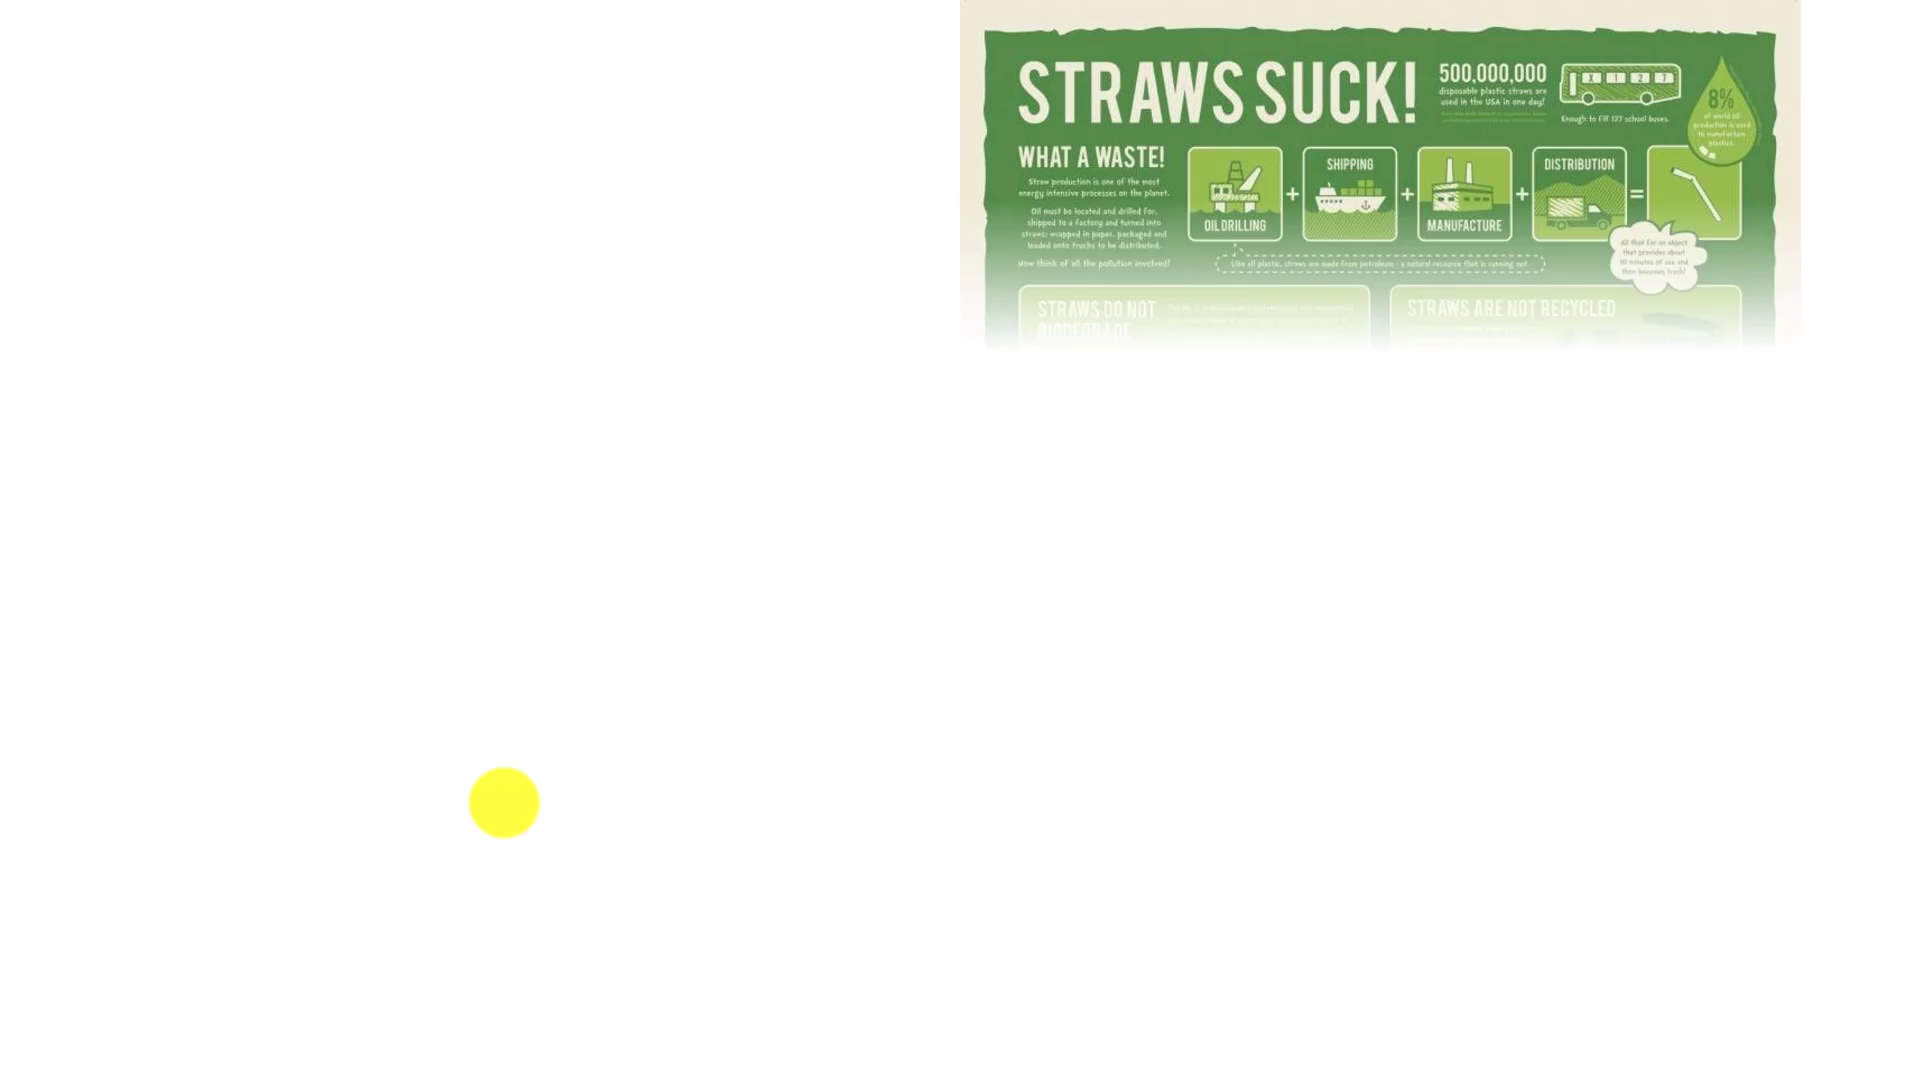 STRAWS SUCK!
500,000,000
disposable plastic straws are
used in the USA in one day!
X 1 2 7
Enough to fill 127 school buses.
8%
of world oil
production is used
to manufacture
plastics.
WHAT A WASTE!
Straw production is one of the most
energy intensive processes on the planet.
Oil must be located and drilled for,
shipped to a factory and turned into
straws; wrapped in paper, packaged and
loaded onto trucks to be distributed.
Now think of all the pollution involved!
OIL DRILLING
+
SHIPPING
+
MANUFACTURE
+
DISTRIBUTION
=
All that for an object
that provides about
10 minutes of use and
then becomes trash!
Like all plastic, straws are made from petroleum - a natural resource that is running out.
STRAWS DO NOT
BIODEGRADE
STRAWS ARE NOT RECYCLED